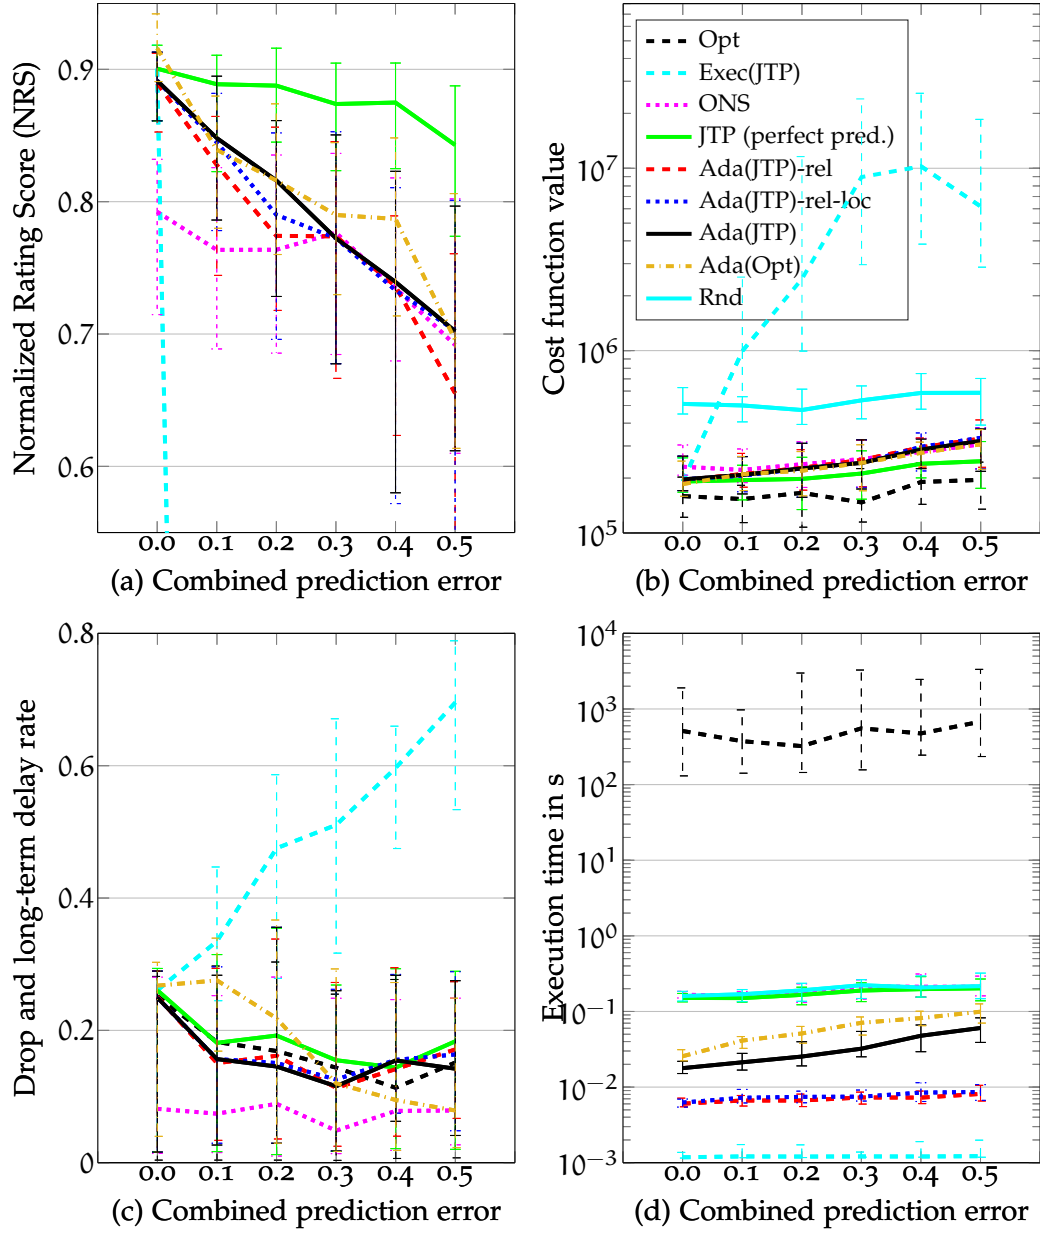 Normalized Rating Score (NRS)
0.9
0.8
0.7
0.6
0.0 0.1 0.2 0.3 0.4 0.5
(a) Combined prediction error
Cost function value
10^7
10^6
10^5
Opt
Exec(JTP)
ONS
JTP (perfect pred.)
Ada(JTP)-rel
Ada(JTP)-rel-loc
Ada(JTP)
Ada(Opt)
Rnd
0.0 0.1 0.2 0.3 0.4 0.5
(b) Combined prediction error
Drop and long-term delay rate
0.8
0.6
0.4
0.2
0
0.0 0.1 0.2 0.3 0.4 0.5
(c) Combined prediction error
Execution time in s
10^4
10^3
10^2
10^1
10^0
10^−1
10^−2
10^−3
0.0 0.1 0.2 0.3 0.4 0.5
(d) Combined prediction error